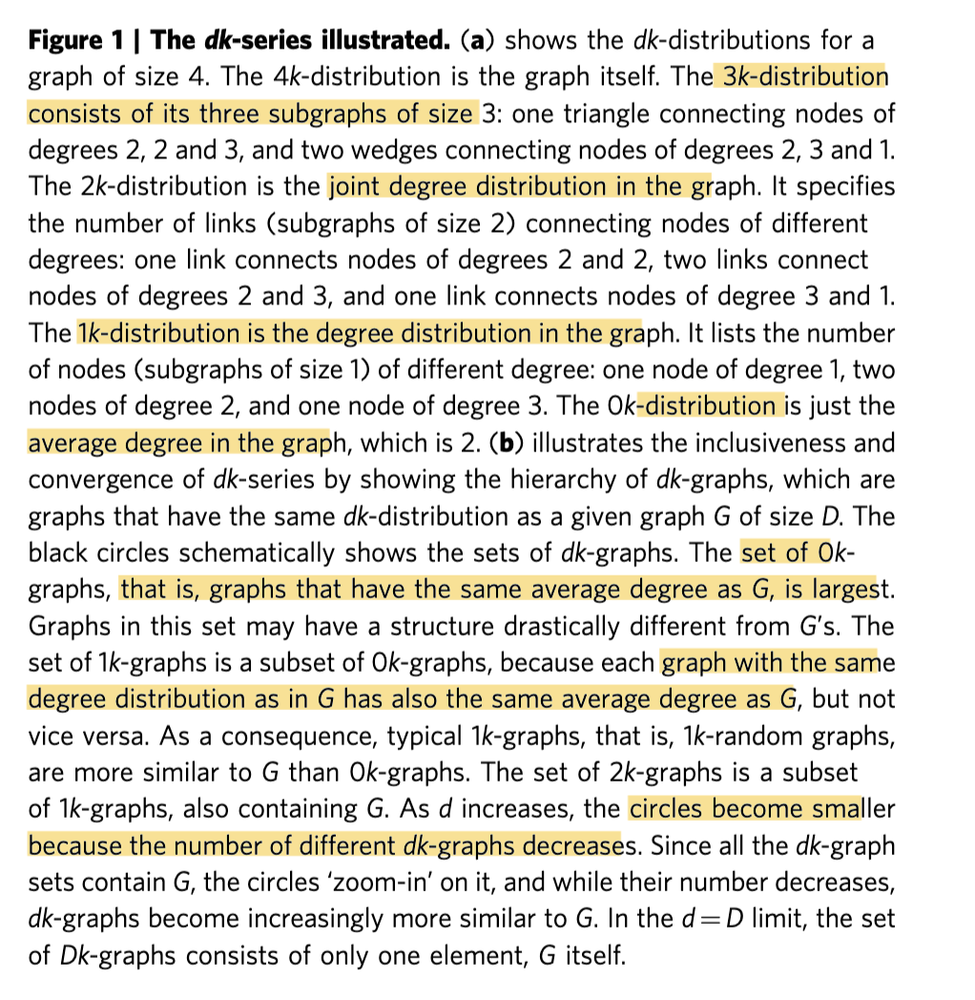 Figure 1 | The dk-series illustrated. (a) shows the dk-distributions for a
graph of size 4. The 4k-distribution is the graph itself. The 3k-distribution
consists of its three subgraphs of size 3: one triangle connecting nodes of
degrees 2, 2 and 3, and two wedges connecting nodes of degrees 2, 3 and 1.
The 2k-distribution is the joint degree distribution in the graph. It specifies
the number of links (subgraphs of size 2) connecting nodes of different
degrees: one link connects nodes of degrees 2 and 2, two links connect
nodes of degrees 2 and 3, and one link connects nodes of degree 3 and 1.
The 1k-distribution is the degree distribution in the graph. It lists the number
of nodes (subgraphs of size 1) of different degree: one node of degree 1, two
nodes of degree 2, and one node of degree 3. The 0k-distribution is just the
average degree in the graph, which is 2. (b) illustrates the inclusiveness and
convergence of dk-series by showing the hierarchy of dk-graphs, which are
graphs that have the same dk-distribution as a given graph G of size D. The
black circles schematically shows the sets of dk-graphs. The set of 0k-
graphs, that is, graphs that have the same average degree as G, is largest.
Graphs in this set may have a structure drastically different from G's. The
set of 1k-graphs is a subset of 0k-graphs, because each graph with the same
degree distribution as in G has also the same average degree as G, but not
vice versa. As a consequence, typical 1k-graphs, that is, 1k-random graphs,
are more similar to G than 0k-graphs. The set of 2k-graphs is a subset
of 1k-graphs, also containing G. As d increases, the circles become smaller
because the number of different dk-graphs decreases. Since all the dk-graph
sets contain G, the circles 'zoom-in' on it, and while their number decreases,
dk-graphs become increasingly more similar to G. In the d = D limit, the set
of Dk-graphs consists of only one element, G itself.